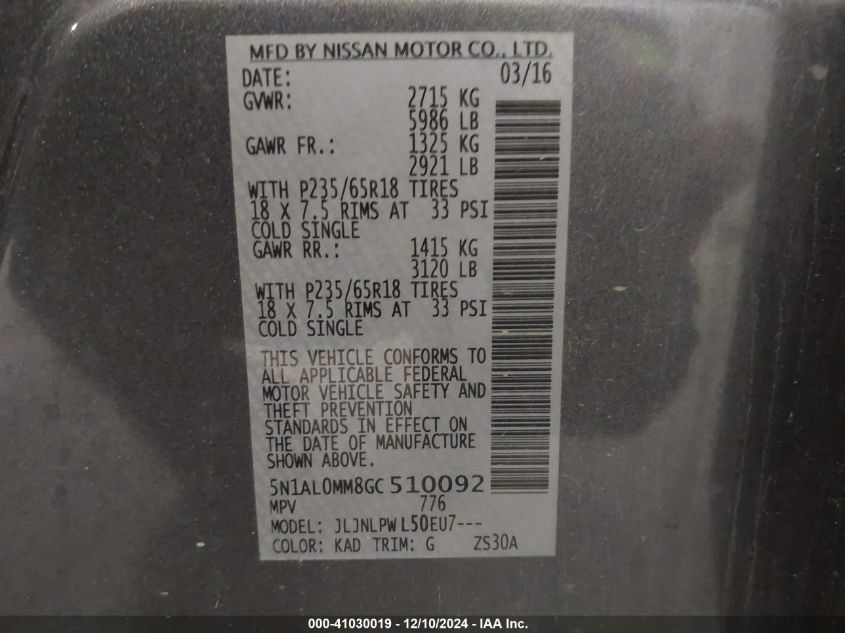 MFD BY NISSAN MOTOR CO., LTD.
DATE: 03/16
GVWR: 2715 KG
5986 LB
GAWR FR.: 1325 KG
2921 LB
WITH P235/65R18 TIRES
18 X 7.5 RIMS AT 33 PSI
COLD SINGLE
GAWR RR.: 1415 KG
3120 LB
WITH P235/65R18 TIRES
18 X 7.5 RIMS AT 33 PSI
COLD SINGLE
THIS VEHICLE CONFORMS TO
ALL APPLICABLE FEDERAL
MOTOR VEHICLE SAFETY AND
THEFT PREVENTION
STANDARDS IN EFFECT ON
THE DATE OF MANUFACTURE
SHOWN ABOVE.
5N1AL0MM8GC 510092
MPV 776
MODEL: JLJNLPW L50EU7---
COLOR: KAD TRIM: G ZS30A
000-41030019 - 12/10/2024 - IAA Inc.